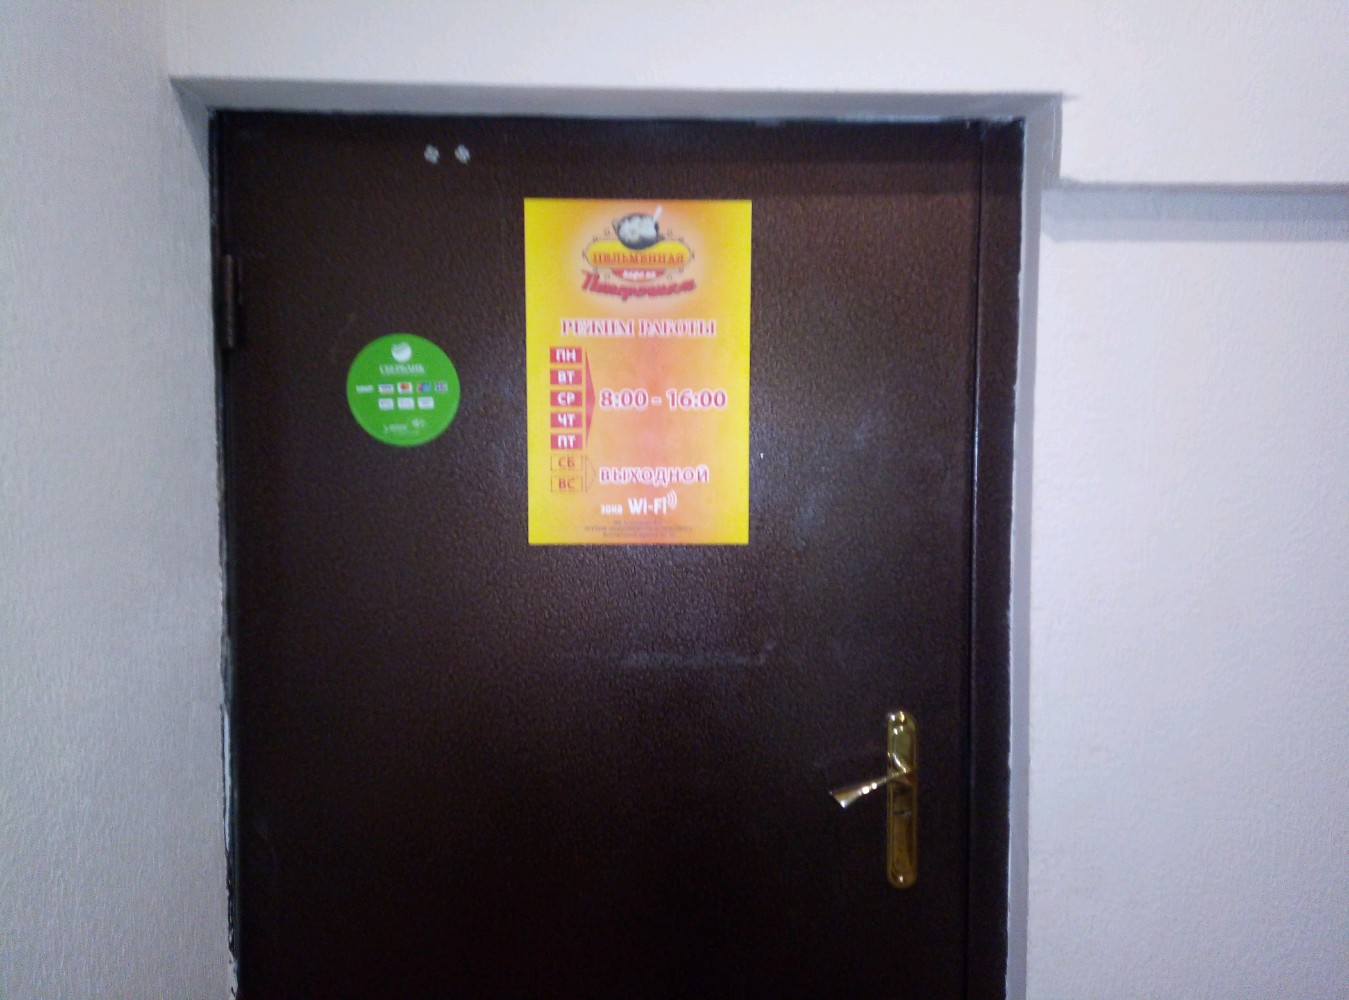 СБЕРБАНК
ПЕЛЬМЕННАЯ
РЕЖИМ РАБОТЫ
ПН
ВТ
СР
ЧТ
ПТ
8:00 - 16:00
СБ
ВС
ВЫХОДНОЙ
зона Wi-Fi